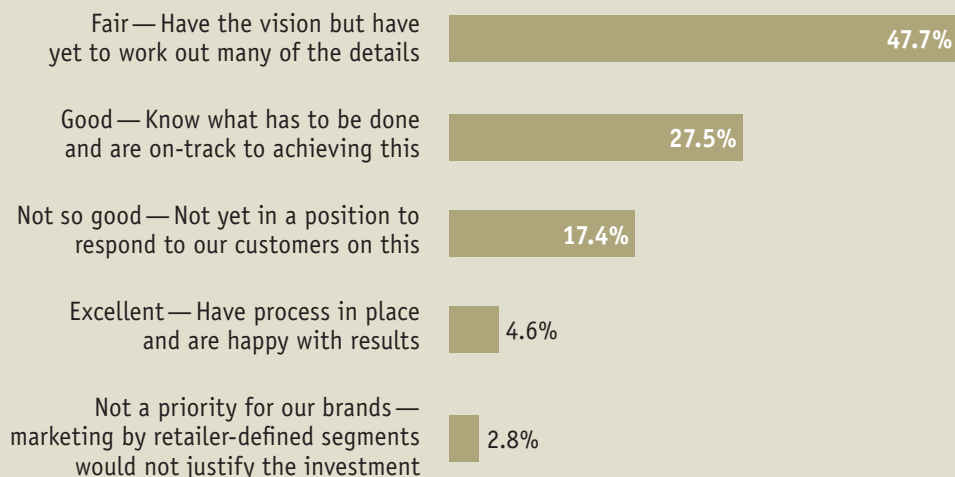 Fair — Have the vision but have
yet to work out many of the details
47.7%
Good — Know what has to be done
and are on-track to achieving this
27.5%
Not so good — Not yet in a position to
respond to our customers on this
17.4%
Excellent — Have process in place
and are happy with results
4.6%
Not a priority for our brands —
marketing by retailer-defined segments
would not justify the investment
2.8%